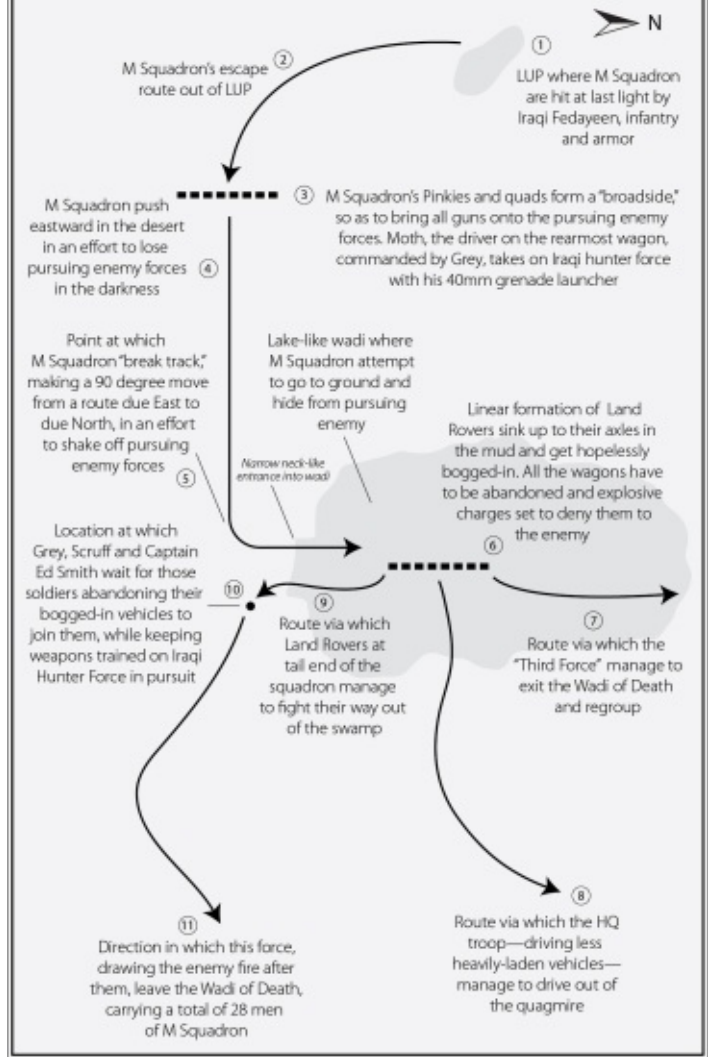 N
1
LUP where M Squadron
are hit at last light by
Iraqi Fedayeen, infantry
and armor
2
M Squadron's escape
route out of LUP
3
M Squadron's Pinkies and quads form a "broadside,"
so as to bring all guns onto the pursuing enemy
forces. Moth, the driver on the rearmost wagon,
commanded by Grey, takes on Iraqi hunter force
with his 40mm grenade launcher
M Squadron push
eastward in the desert
in an effort to lose
pursuing enemy forces
in the darkness
4
Point at which
M Squadron "break track,"
making a 90 degree move
from a route due East to
due North, in an effort
to shake off pursuing
enemy forces
5
Lake-like wadi where
M Squadron attempt
to go to ground and
hide from pursuing
enemy
Narrow neck-like
entrance into wadi
Linear formation of Land
Rovers sink up to their axles in
the mud and get hopelessly
bogged-in. All the wagons have
to be abandoned and explosive
charges set to deny them to
the enemy
6
Location at which
Grey, Scruff and Captain
Ed Smith wait for those
soldiers abandoning their
bogged-in vehicles to
join them, while keeping
weapons trained on Iraqi
Hunter Force in pursuit
10
9
Route via which
Land Rovers at
tail end of the
squadron manage
to fight their way out
of the swamp
7
Route via which the
"Third Force" manage to
exit the Wadi of Death
and regroup
8
Route via which the HQ
troop—driving less
heavily-laden vehicles—
manage to drive out of
the quagmire
11
Direction in which this force,
drawing the enemy fire after
them, leave the Wadi of Death,
carrying a total of 28 men
of M Squadron